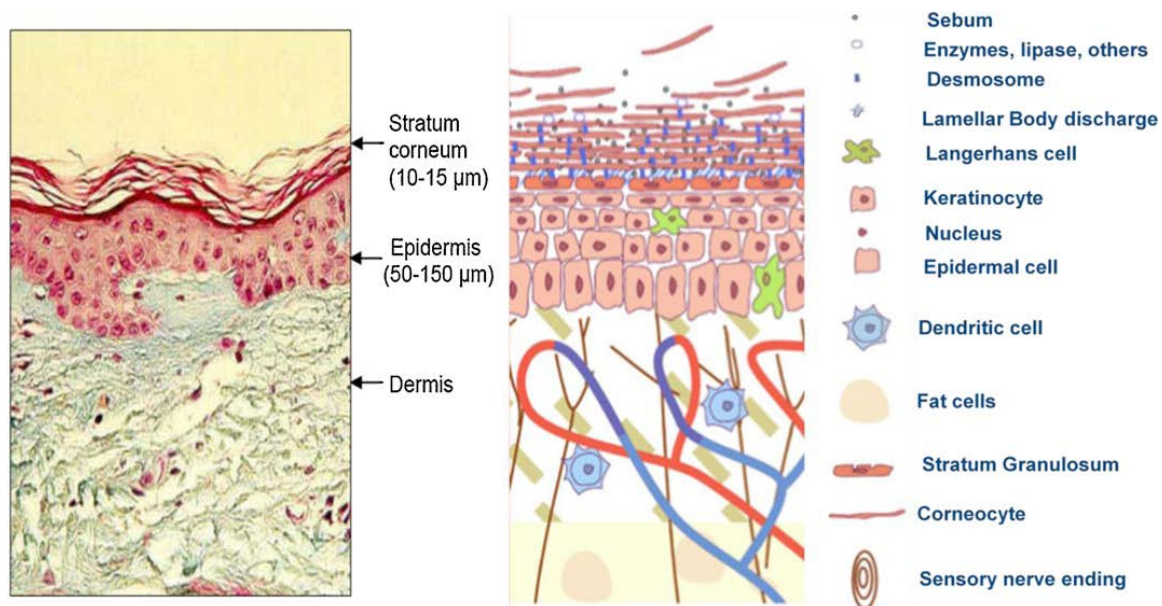 Stratum
corneum
(10-15 µm)
Epidermis
(50-150 µm)
Dermis
Sebum
Enzymes, lipase, others
Desmosome
Lamellar Body discharge
Langerhans cell
Keratinocyte
Nucleus
Epidermal cell
Dendritic cell
Fat cells
Stratum Granulosum
Corneocyte
Sensory nerve ending